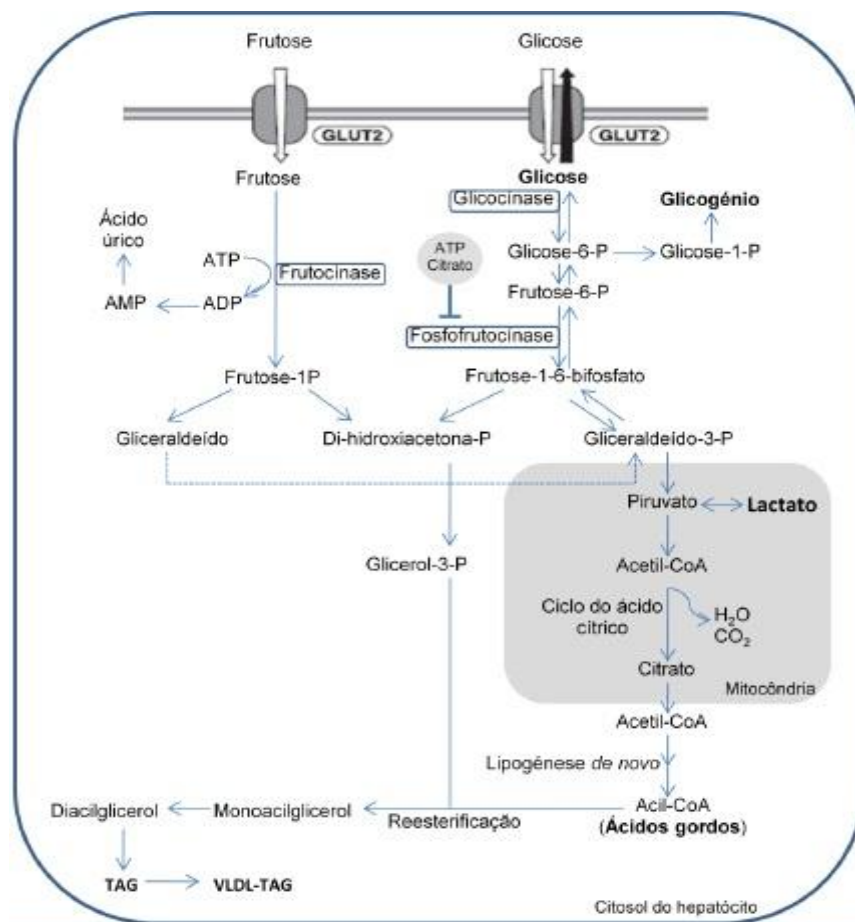 Frutose
Glicose
GLUT2
GLUT2
Frutose
Glicose
Glicocinase
Glicogénio
Ácido
úrico
ATP
Frutocinase
ATP
Citrato
Glicose-6-P
Glicose-1-P
AMP
ADP
Frutose-6-P
Fosfofrutocinase
Frutose-1P
Frutose-1-6-bifosfato
Gliceraldeído
Di-hidroxiacetona-P
Gliceraldeído-3-P
Piruvato
Lactato
Glicerol-3-P
Acetil-CoA
Ciclo do ácido
cítrico
H₂O
CO₂
Citrato
Mitocôndria
Acetil-CoA
Lipogénese de novo
Diacilglicerol
Monoacilglicerol
Reesterificação
Acil-CoA
(Ácidos gordos)
TAG
VLDL-TAG
Citosol do hepatócito